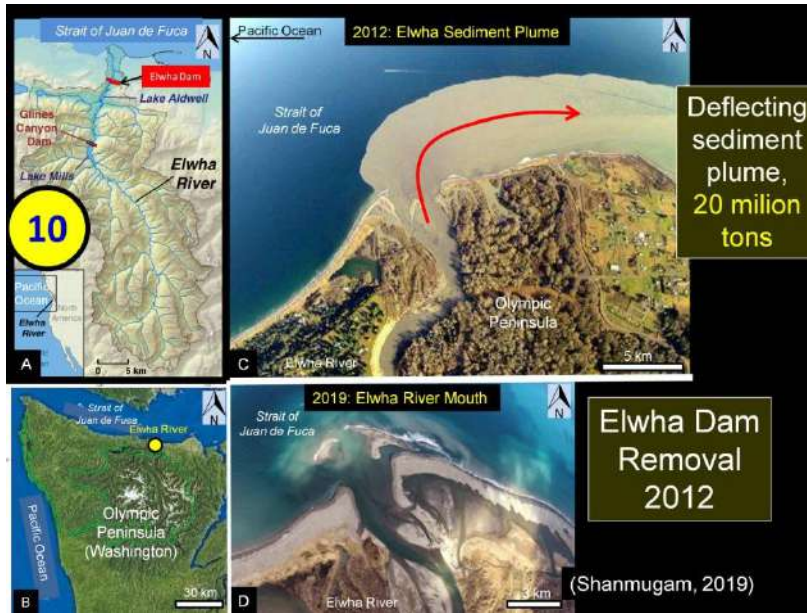 Strait of Juan de Fuca
N
Elwha Dam
Lake Aldwell
Glines
Canyon
Dam
Lake Mills
Elwha
River
10
Pacific
Ocean
North
America
Elwha
River
A
0 5 km
Pacific Ocean
2012: Elwha Sediment Plume
N
Strait of
Juan de Fuca
Olympic
Peninsula
Elwha River
C
5 km
Deflecting
sediment
plume,
20 milion
tons
Strait of
Juan de Fuca
N
Elwha River
Olympic
Peninsula
(Washington)
Pacific Ocean
B
30 km
2019: Elwha River Mouth
N
Strait of
Juan de Fuca
Elwha River
D
3 km
Elwha Dam
Removal
2012
(Shanmugam, 2019)